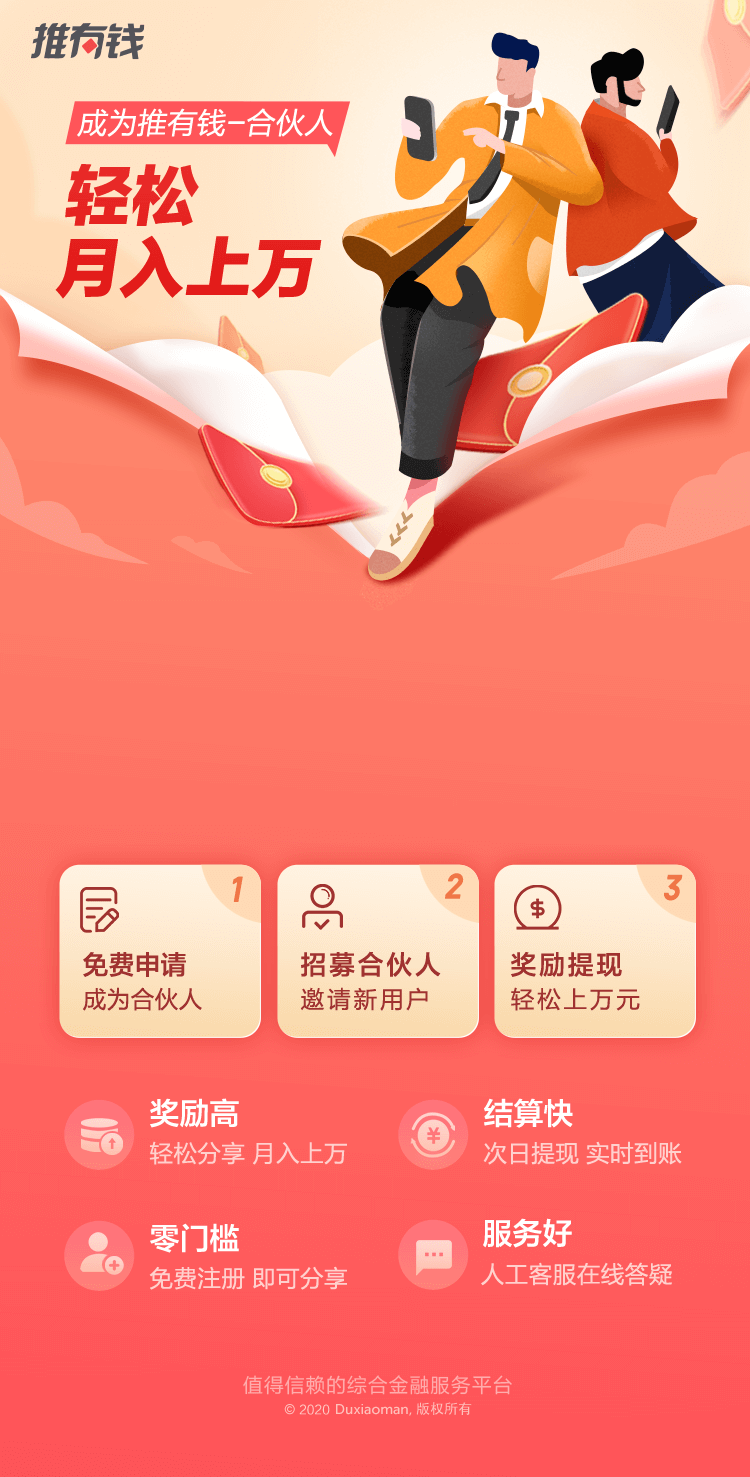 推有钱
成为推有钱-合伙人
轻松
月入上万
1
免费申请
成为合伙人
2
招募合伙人
邀请新用户
3
奖励提现
轻松上万元
奖励高
轻松分享 月入上万
结算快
次日提现 实时到账
零门槛
免费注册 即可分享
服务好
人工客服在线答疑
值得信赖的综合金融服务平台
© 2020 Duxiaoman, 版权所有